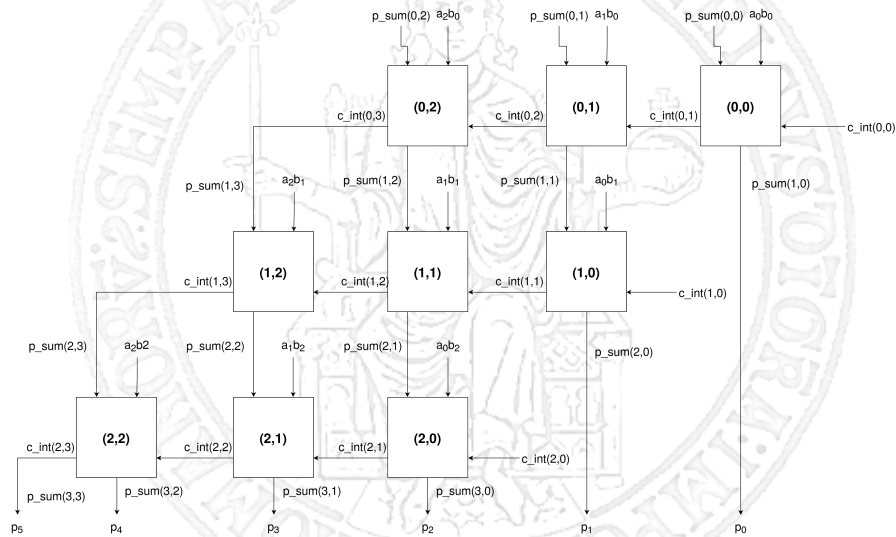 p_sum(0,2) a₂b₀ p_sum(0,1) a₁b₀ p_sum(0,0) a₀b₀
(0,2) (0,1) (0,0)
c_int(0,3) c_int(0,2) c_int(0,1) c_int(0,0)
p_sum(1,3) a₂b₁ p_sum(1,2) a₁b₁ p_sum(1,1) a₀b₁ p_sum(1,0)
(1,2) (1,1) (1,0)
c_int(1,3) c_int(1,2) c_int(1,1) c_int(1,0)
p_sum(2,3) a₂b2 p_sum(2,2) a₁b₂ p_sum(2,1) a₀b₂ p_sum(2,0)
(2,2) (2,1) (2,0)
c_int(2,3) c_int(2,2) c_int(2,1) c_int(2,0)
p_sum(3,3) p_sum(3,2) p_sum(3,1) p_sum(3,0)
p₅ p₄ p₃ p₂ p₁ p₀